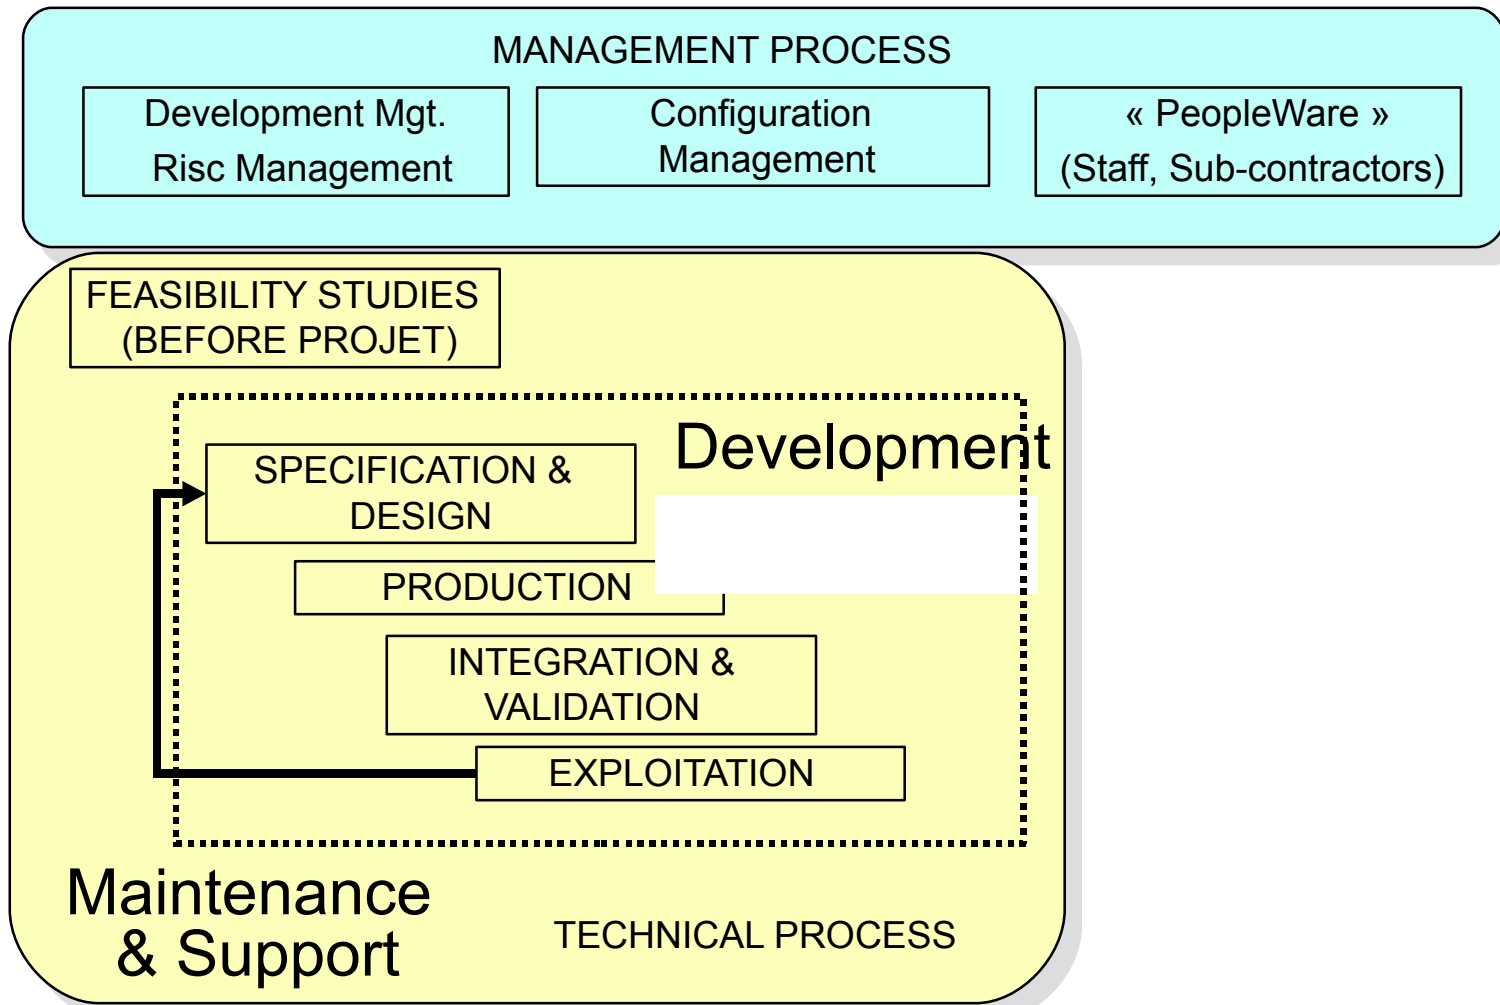 MANAGEMENT PROCESS
Development Mgt.
Risc Management
Configuration
Management
« PeopleWare »
(Staff, Sub-contractors)
FEASIBILITY STUDIES
(BEFORE PROJET)
Development
SPECIFICATION &
DESIGN
PRODUCTION
INTEGRATION &
VALIDATION
EXPLOITATION
Maintenance
& Support
TECHNICAL PROCESS